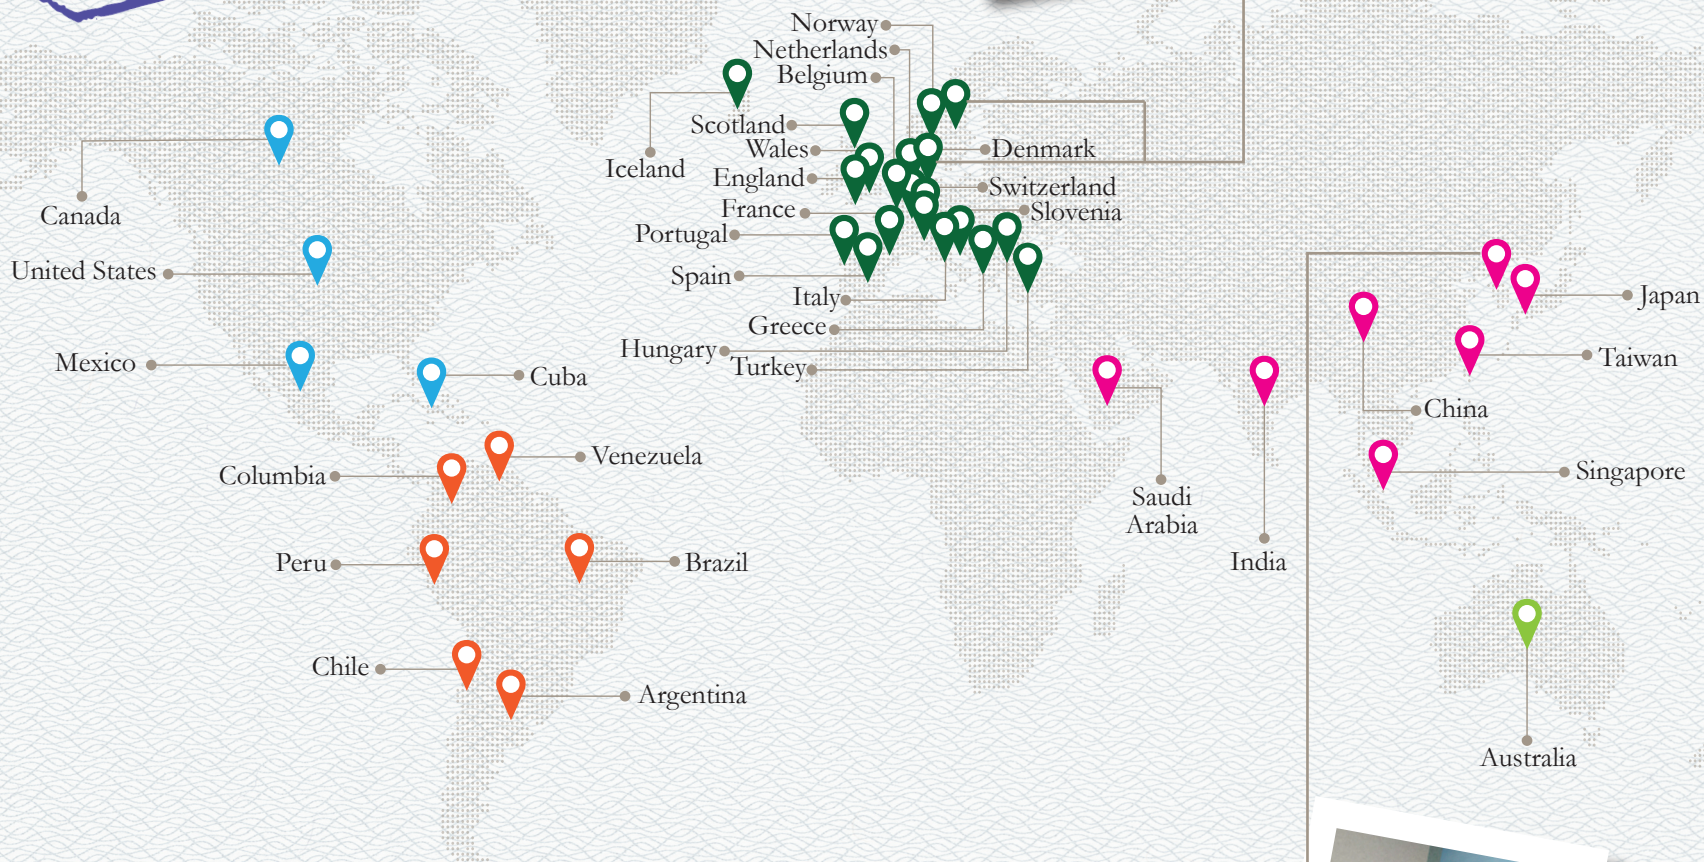 Norway
Netherlands
Belgium
Scotland
Wales
Denmark
Iceland
England
Switzerland
France
Slovenia
Canada
Portugal
United States
Spain
Italy
Japan
Greece
Hungary
Taiwan
Mexico
Turkey
Cuba
China
Venezuela
Columbia
Singapore
Saudi
Arabia
Peru
Brazil
India
Chile
Argentina
Australia